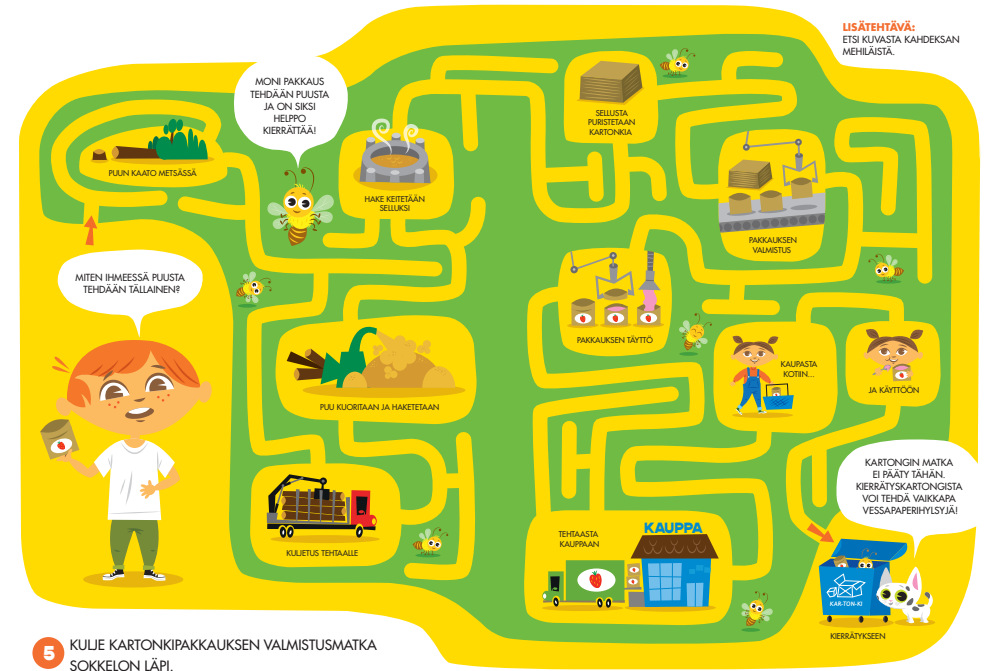 LISÄTEHTÄVÄ:
ETSI KUVASTA KAHDEKSAN
MEHILÄISTÄ.
MONI PAKKAUS
TEHDÄÄN PUUSTA
JA ON SIKSI
HELPPO
KIERRÄTTÄÄ!
PUUN KAATO METSÄSSÄ
HAKE KEITETÄÄN
SELLUKSI
SELLUSTA
PURISTETAAN
KARTONKIA
PAKKAUKSEN
VALMISTUS
MITEN IHMEESSÄ PUUSTA
TEHDÄÄN TÄLLAINEN?
PAKKAUKSEN TÄYTTÖ
KAUPASTA
KOTIIN...
JA KÄYTTÖÖN
PUU KUORITAAN JA HAKETETAAN
KARTONGIN MATKA
EI PÄÄTY TÄHÄN.
KIERRÄTYSKARTONGISTA
VOI TEHDÄ VAIKKAPA
VESSAPAPERIHYLSYJÄ!
KULJETUS TEHTAALLE
TEHTAASTA
KAUPPAAN
KAUPPA
KAR-TON-KI
KIERRÄTYKSEEN
5 KULJE KARTONKIPAKKAUKSEN VALMISTUSMATKA
SOKKELON LÄPI.